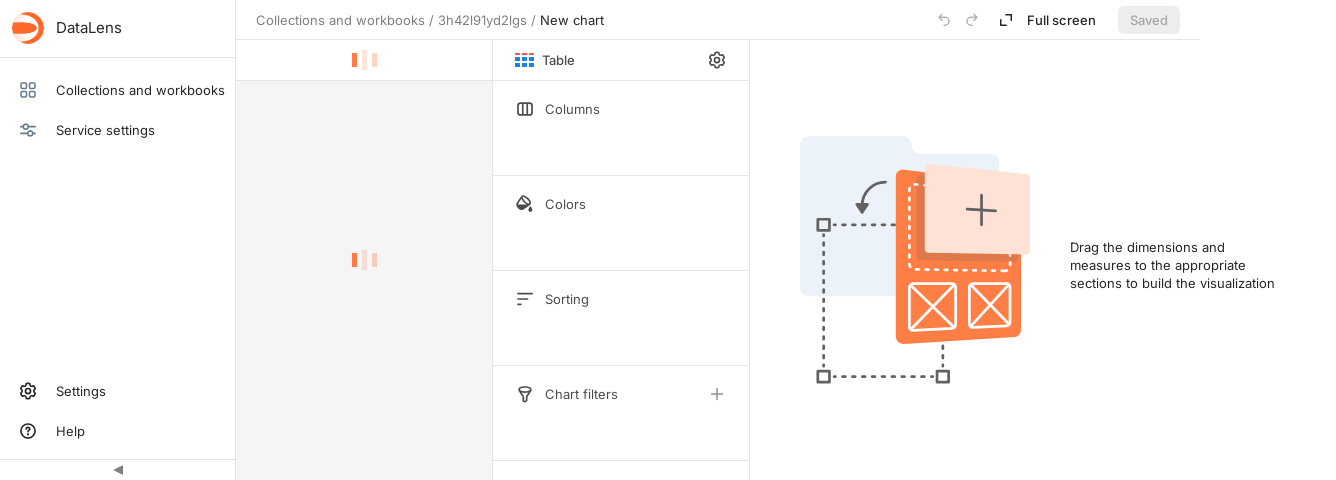 DataLens
Collections and workbooks / 3h42l91yd2lgs / New chart
Full screen
Saved
Collections and workbooks
Service settings
Settings
Help
Table
Columns
Colors
Sorting
Chart filters
Drag the dimensions and
measures to the appropriate
sections to build the visualization